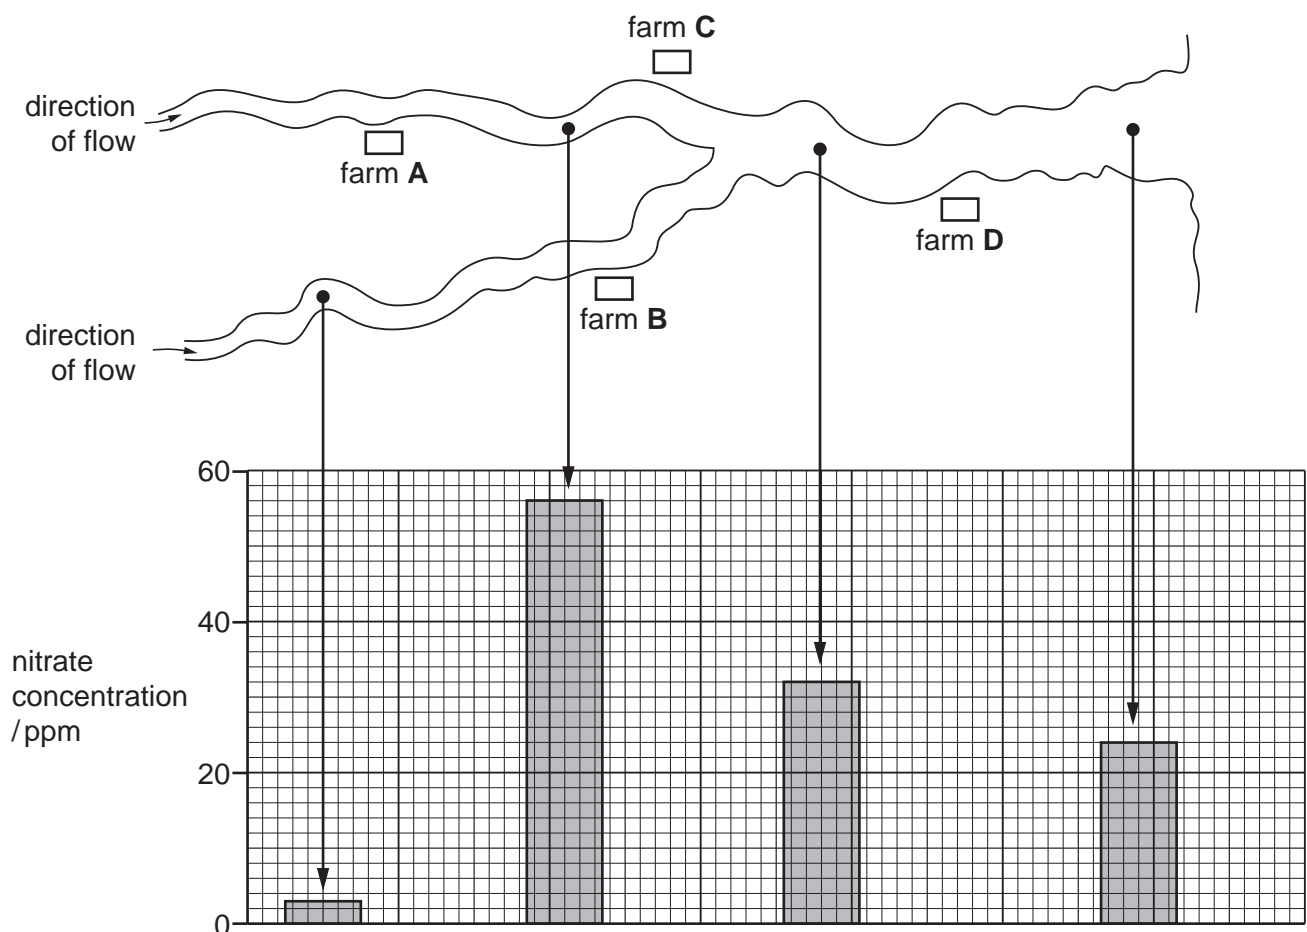 farm C
direction
of flow
farm A
farm D
farm B
direction
of flow
60
40
nitrate
concentration
/ ppm
20
0